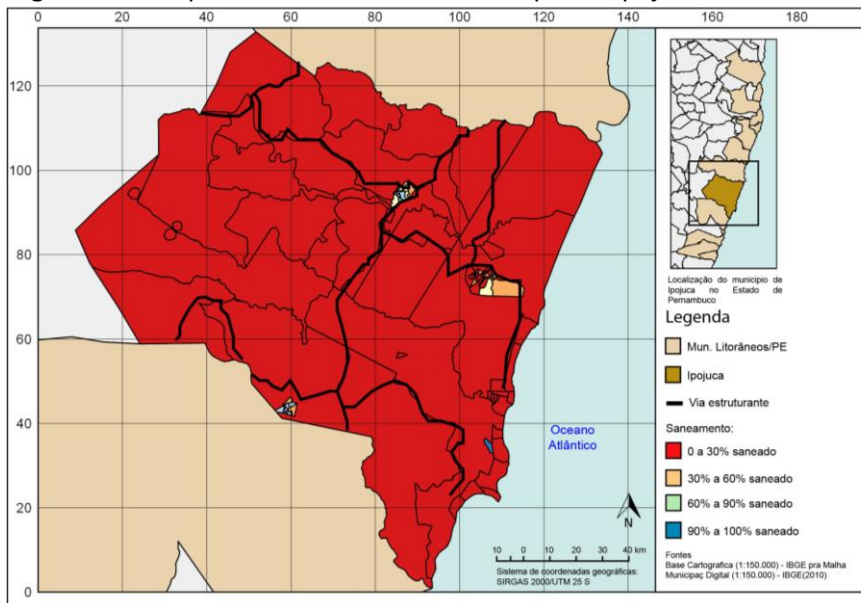 0 20 40 60 80 100 120 140 160 180
120
100
80
60
40
20
0
Oceano
Atlântico
N
10 0 10 20 30 40 km
Sistema de coordenadas geográficas:
SIRGAS 2000/UTM 25 S
Localização do municipio de
Ipojuca no Estado de
Pernambuco
Legenda
Mun. Litorâneos/PE
Ipojuca
Via estruturante
Saneamento:
0 a 30% saneado
30% a 60% saneado
60% a 90% saneado
90% a 100% saneado
Fontes
Base Cartografica (1:150.000) - IBGE pra Malha
Municipaç Digital (1:150.000) - IBGE(2010)